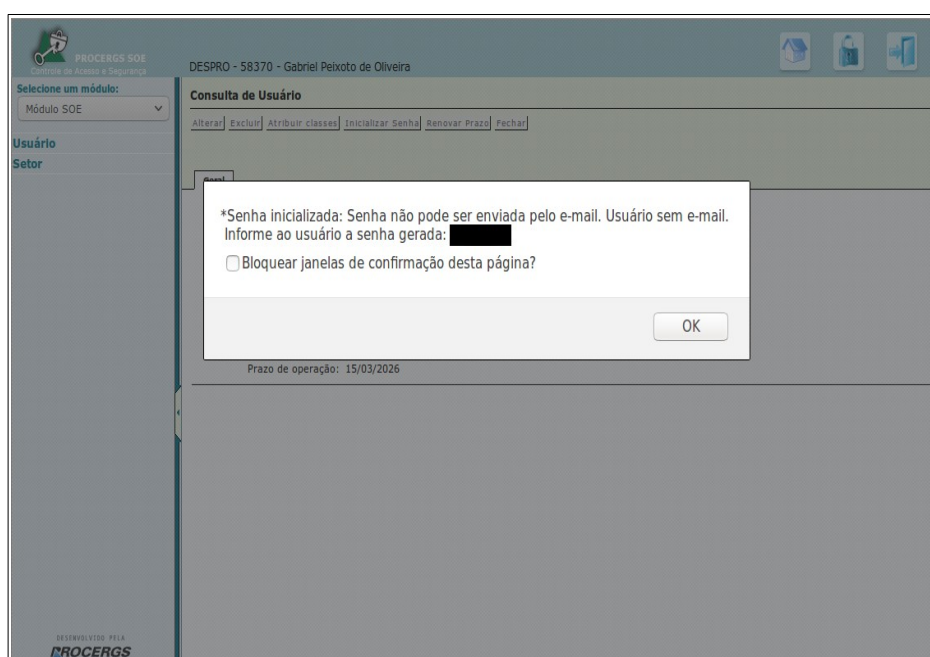 PROCERGS SOE
Controle de Acesso e Segurança
DESPRO - 58370 - Gabriel Peixoto de Oliveira
Selecione um módulo:
Módulo SOE
Usuário
Setor
Consulta de Usuário
Alterar Excluir Atribuir classes Inicializar Senha Renovar Prazo Fechar
Geral
*Senha inicializada: Senha não pode ser enviada pelo e-mail. Usuário sem e-mail.
Informe ao usuário a senha gerada:
Bloquear janelas de confirmação desta página?
OK
Prazo de operação: 15/03/2026
DESENVOLVIDO PELA
PROCERGS